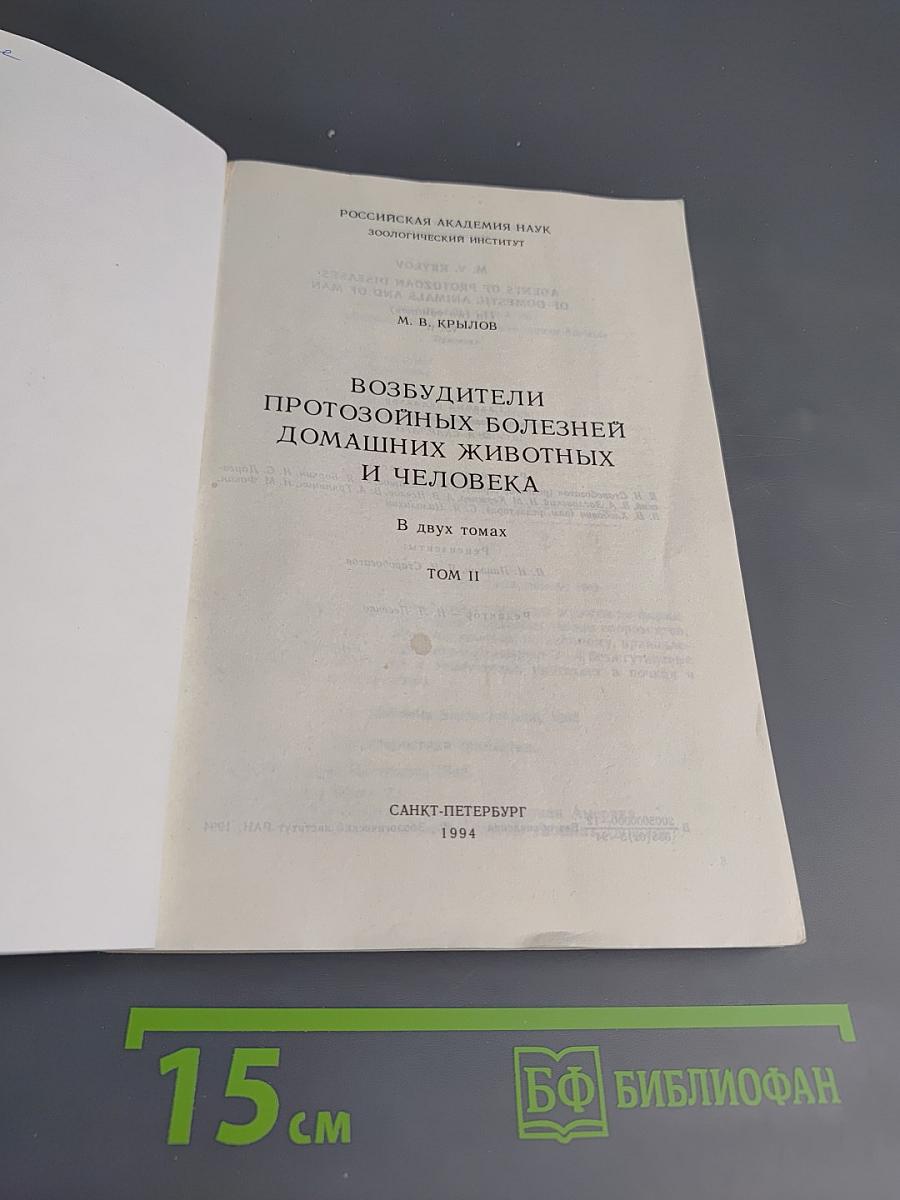 РОССИЙСКАЯ АКАДЕМИЯ НАУК
ЗООЛОГИЧЕСКИЙ ИНСТИТУТ
М. В. КРЫЛОВ
ВОЗБУДИТЕЛИ
ПРОТОЗОЙНЫХ БОЛЕЗНЕЙ
ДОМАШНИХ ЖИВОТНЫХ
И ЧЕЛОВЕКА
В двух томах
ТОМ II
САНКТ-ПЕТЕРБУРГ
1994
15 см
БФ БИБЛИОФАН